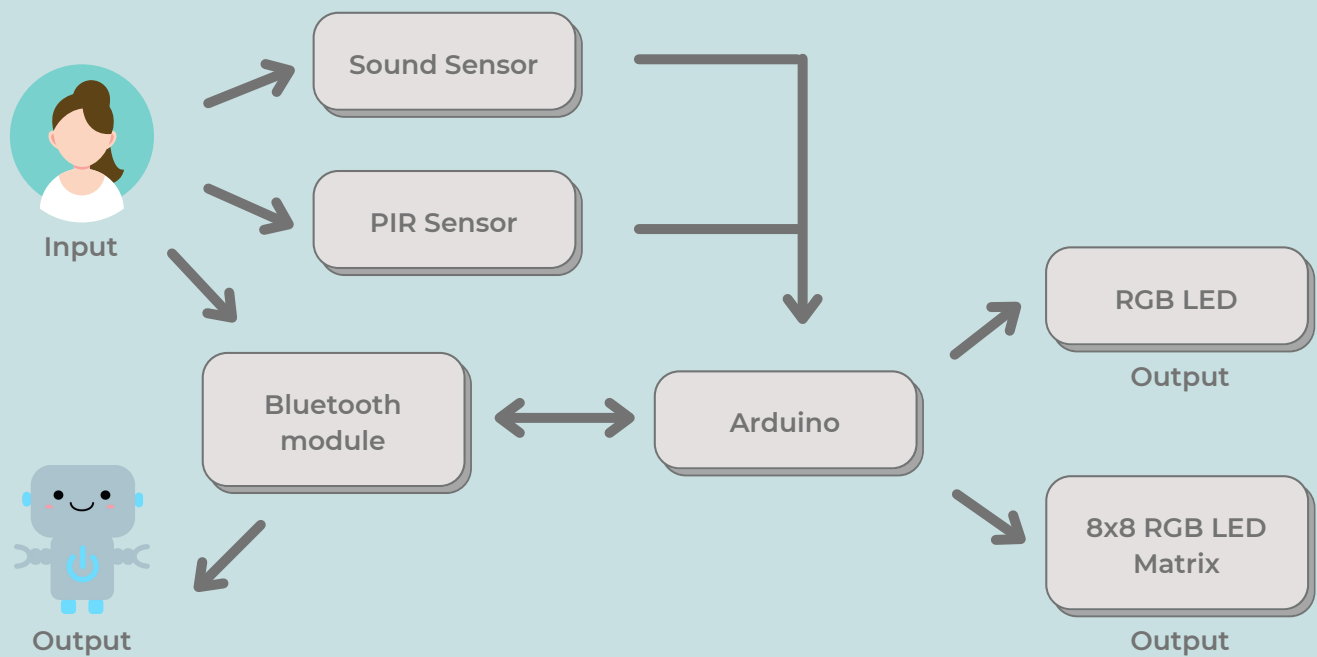 Sound Sensor
PIR Sensor
Input
RGB LED
Output
Bluetooth
module
Arduino
8x8 RGB LED
Matrix
Output
Output